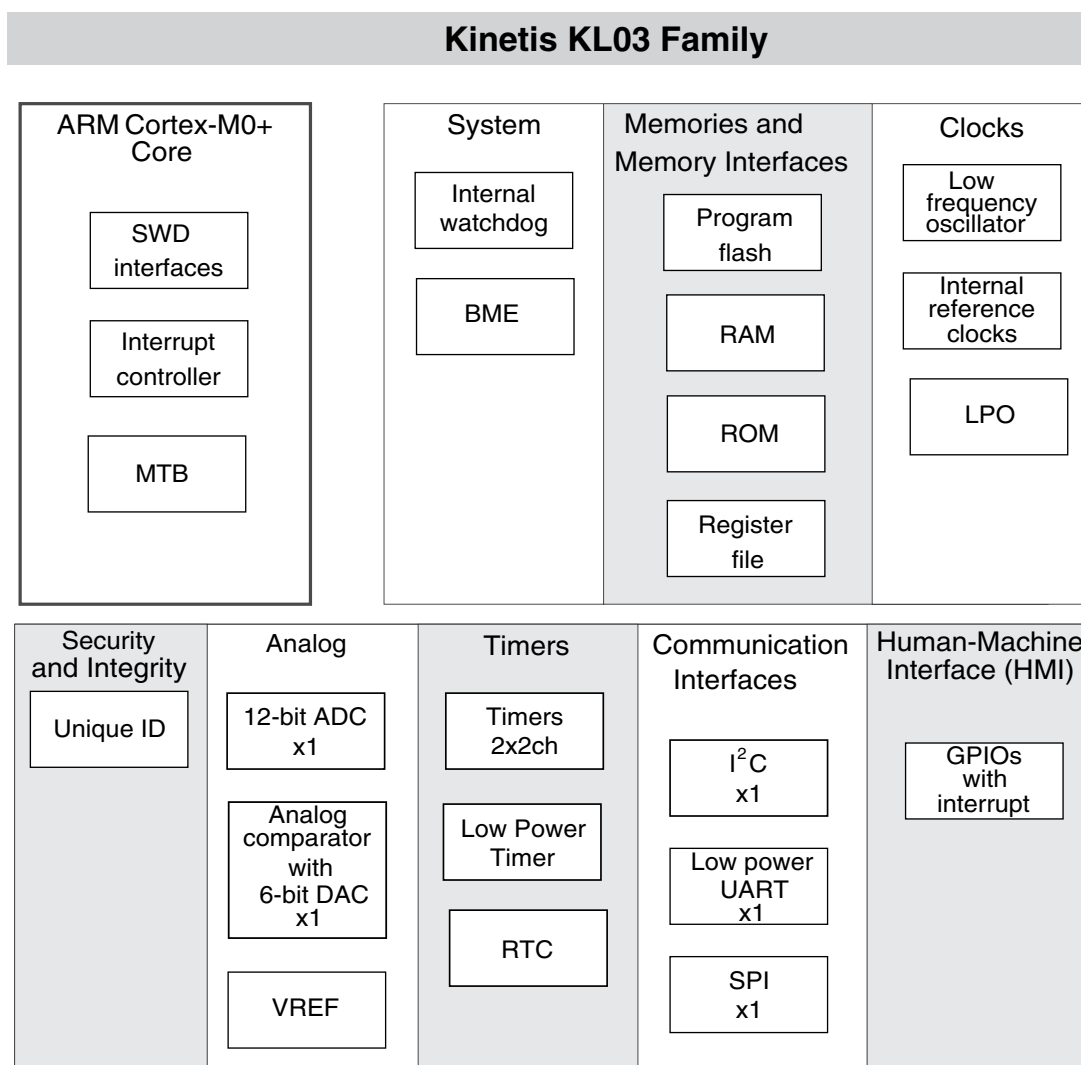 Kinetis KL03 Family
ARM Cortex-M0+
Core
SWD
interfaces
Interrupt
controller
MTB
System
Internal
watchdog
BME
Memories and
Memory Interfaces
Program
flash
RAM
ROM
Register
file
Clocks
Low
frequency
oscillator
Internal
reference
clocks
LPO
Security
and Integrity
Unique ID
Analog
12-bit ADC
x1
Analog
comparator
with
6-bit DAC
x1
VREF
Timers
Timers
2x2ch
Low Power
Timer
RTC
Communication
Interfaces
I²C
x1
Low power
UART
x1
SPI
x1
Human-Machine
Interface (HMI)
GPIOs
with
interrupt